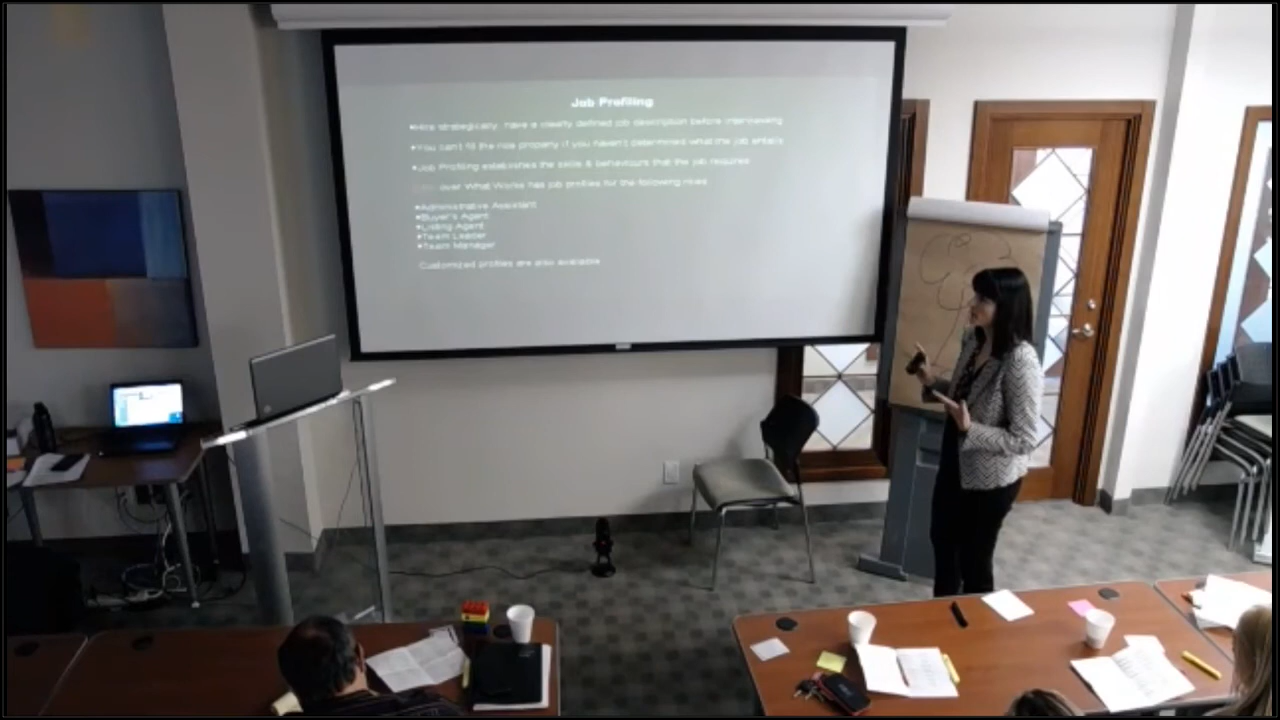 Job Profiling
•Hire strategically: have a clearly defined job description before interviewing
•You can't fill the role properly if you haven't determined what the job entails
•Job Profiling establishes the skills & behaviours that the job requires
over What Works has job profiles for the following roles
•Administrative Assistant
•Buyer's Agent
•Listing Agent
•Team Leader
•Team Manager
Customized profiles are also available